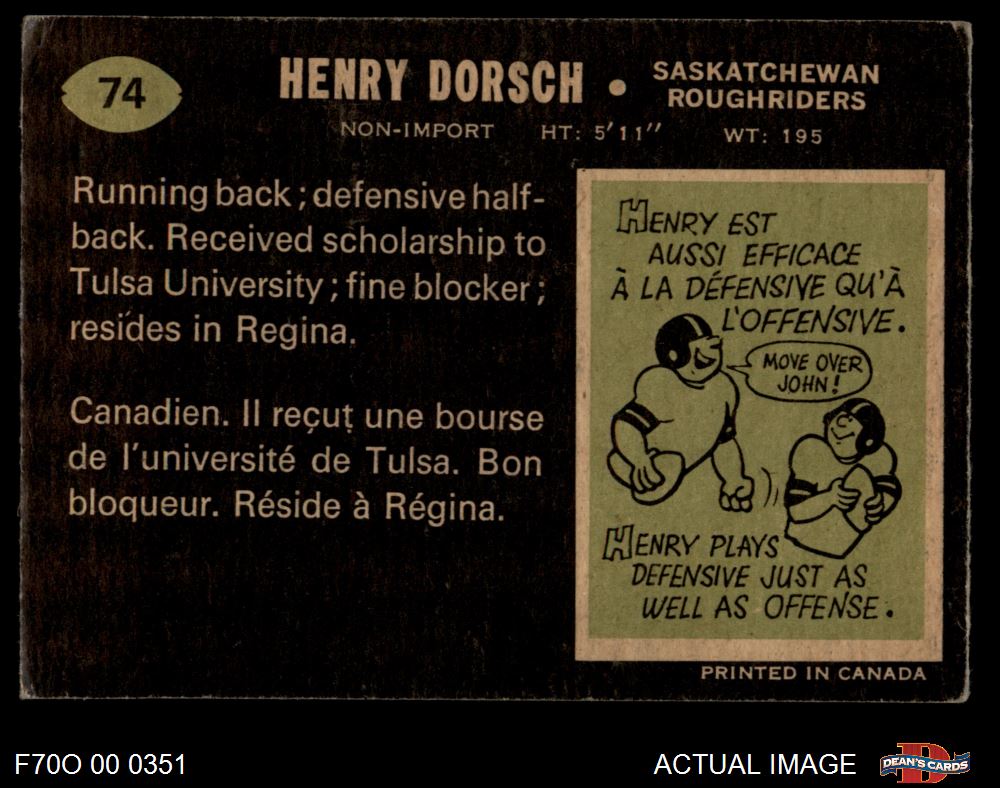 74
HENRY DORSCH • SASKATCHEWAN
ROUGHRIDERS
NON-IMPORT HT: 5'11" WT: 195
Running back ; defensive half-
back. Received scholarship to
Tulsa University ; fine blocker ;
resides in Regina.
Canadien. Il reçut une bourse
de l'université de Tulsa. Bon
bloqueur. Réside à Régina.
HENRY EST
AUSSI EFFICACE
À LA DÉFENSIVE QU'À
L'OFFENSIVE.
MOVE OVER
JOHN!
HENRY PLAYS
DEFENSIVE JUST AS
WELL AS OFFENSE.
PRINTED IN CANADA
F70O 00 0351
ACTUAL IMAGE
DEAN'S CARDS